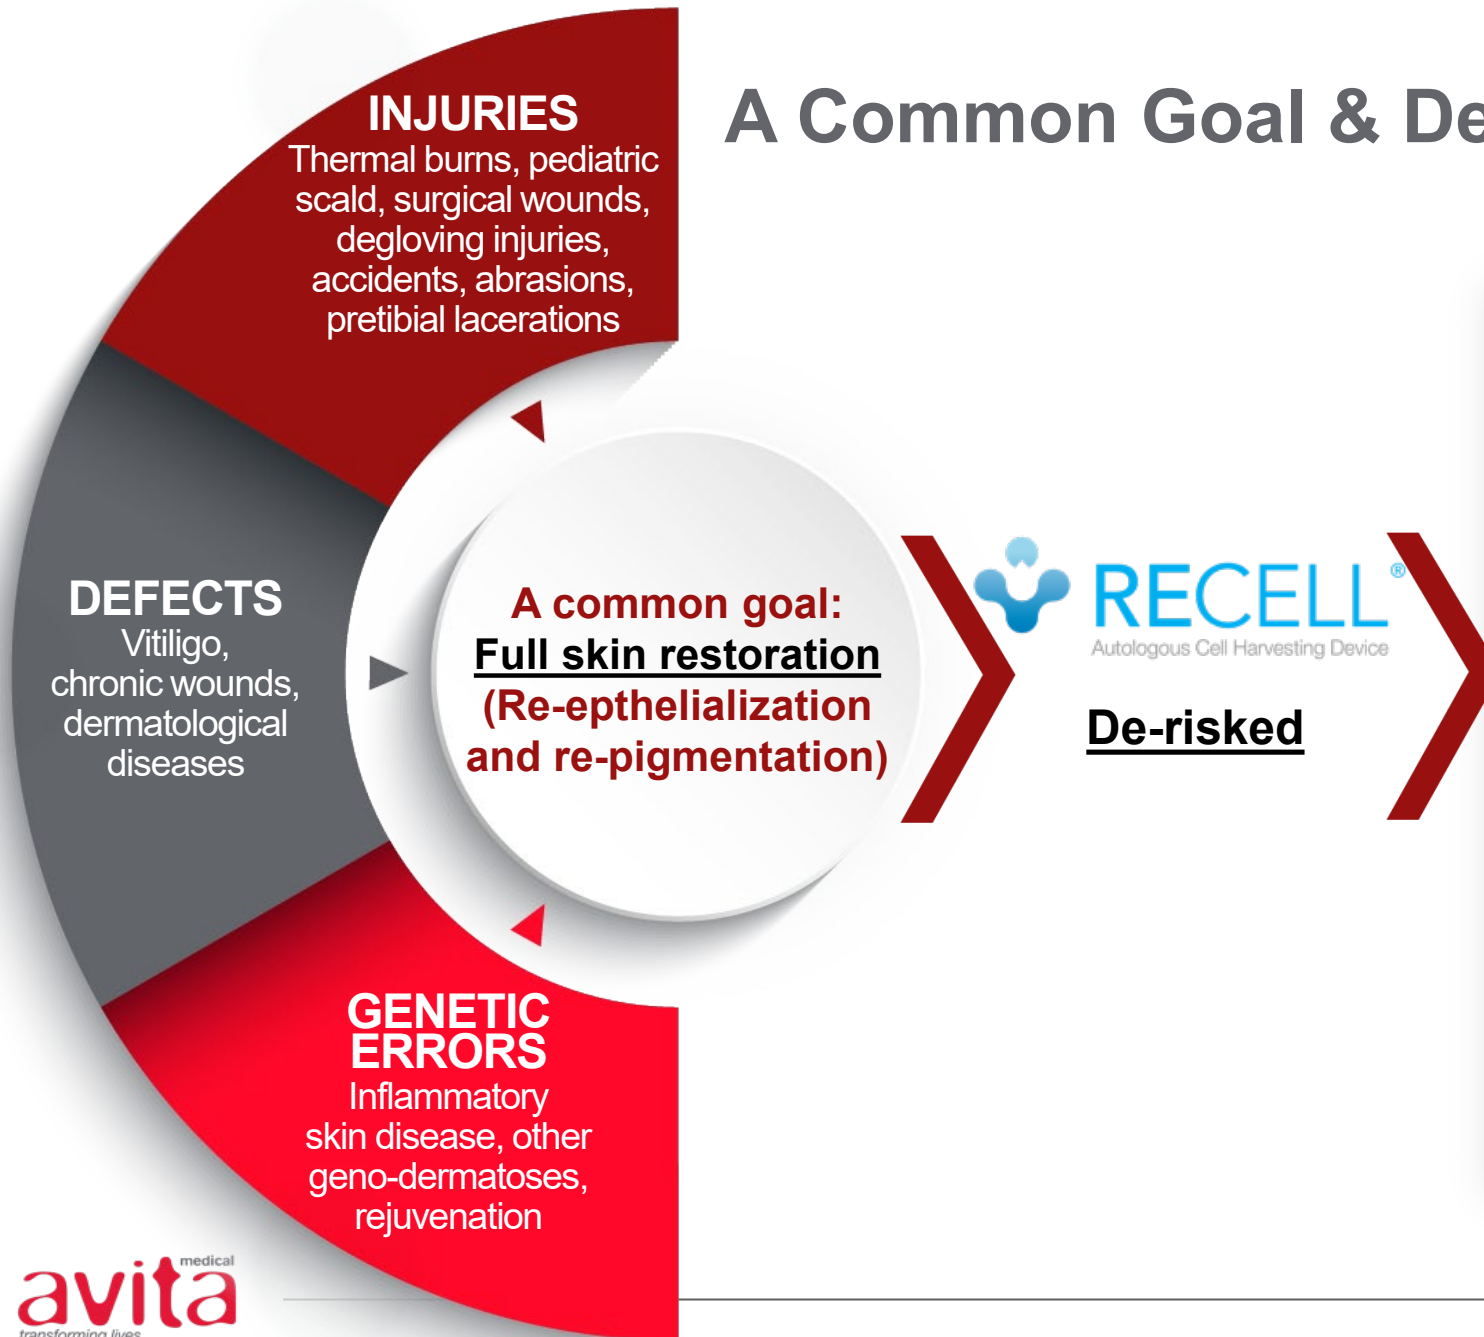 A Common Goal & De
INJURIES
Thermal burns, pediatric
scald, surgical wounds,
degloving injuries,
accidents, abrasions,
pretibial lacerations
DEFECTS
Vitiligo,
chronic wounds,
dermatological
diseases
GENETIC
ERRORS
Inflammatory
skin disease, other
geno-dermatoses,
rejuvenation
A common goal:
Full skin restoration
(Re-epthelialization
and re-pigmentation)
RECELL®
Autologous Cell Harvesting Device
De-risked
avita medical
transforming lives